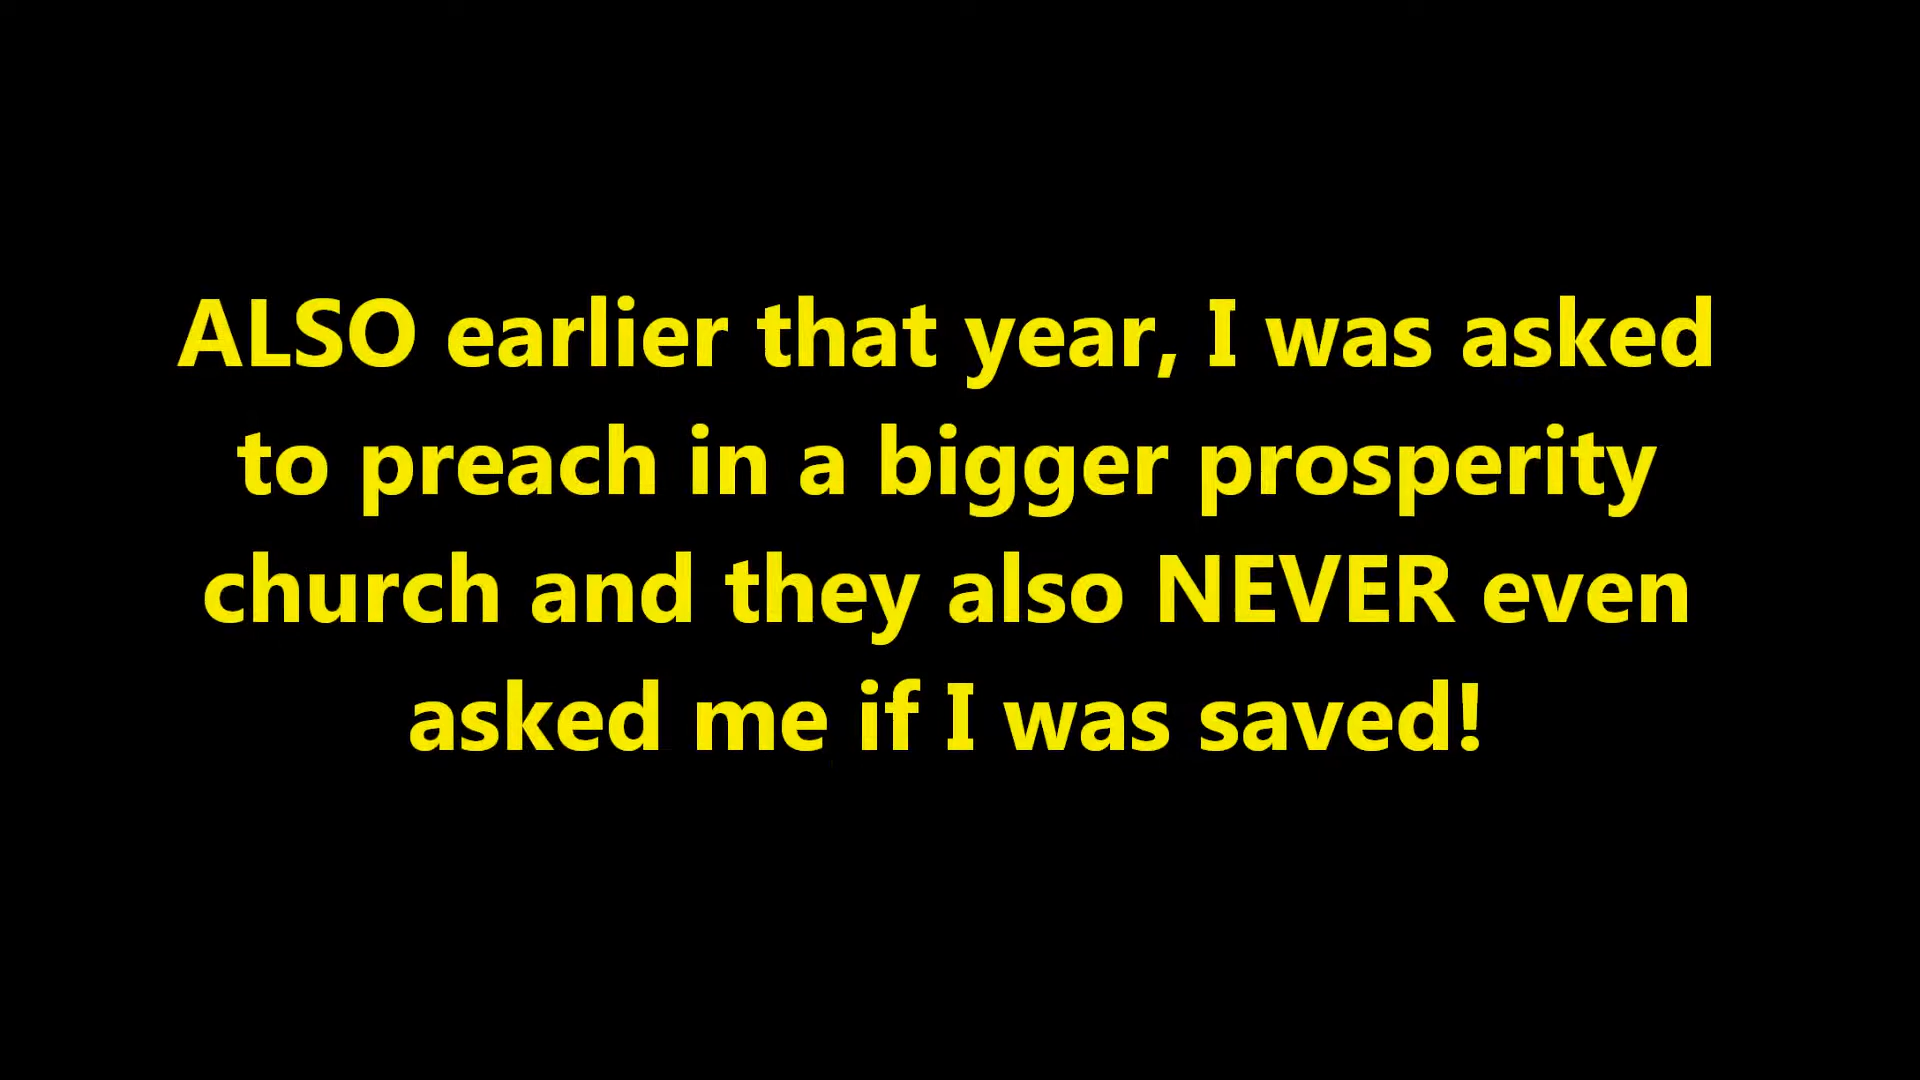 ALSO earlier that year, I was asked
to preach in a bigger prosperity
church and they also NEVER even
asked me if I was saved!